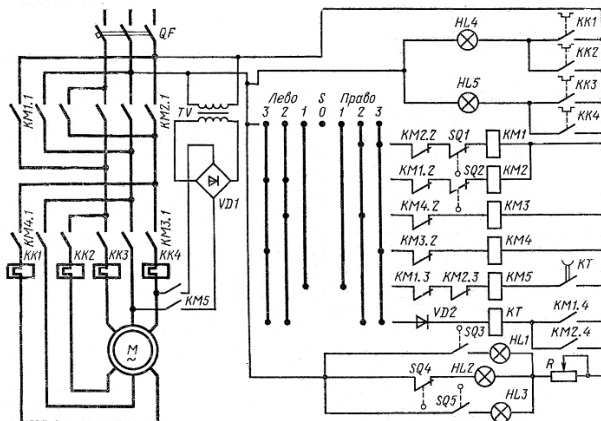 QF
HL4
KK1
KK2
HL5
KK3
KK4
KM1.1
KM2.1
TV
VD1
Лево S Право
3 2 1 0 1 2 3
KM2.2 SQ1 KM1
KM1.2 SQ2 KM2
KM4.2 KM3
KM3.2 KM4
KM1.3 KM2.3 KM5 KT
VD2 KT KM1.4
KM2.4
KM4.1
KM3.1
KK1 KK2 KK3 KK4
KM5
M
~
SQ3 HL1
SQ4 HL2 R
SQ5 HL3